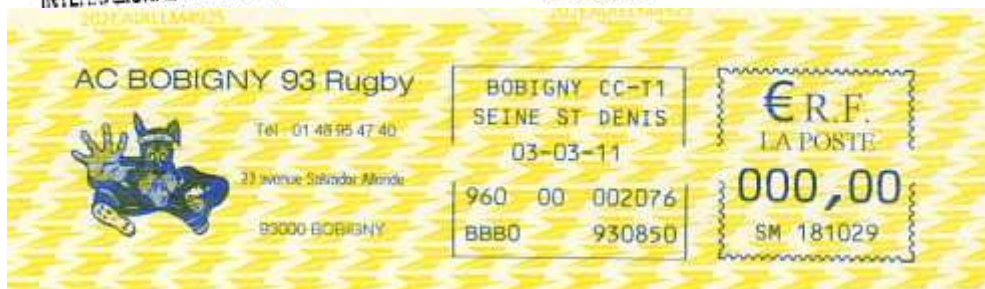 AC BOBIGNY 93 Rugby
Tél : 01 48 95 47 40
23 avenue Salvador Allende
93000 BOBIGNY
BOBIGNY CC-T1
SEINE ST DENIS
03-03-11
960 00 002076
BBB0 930850
€ R.F.
LA POSTE
000,00
SM 181029